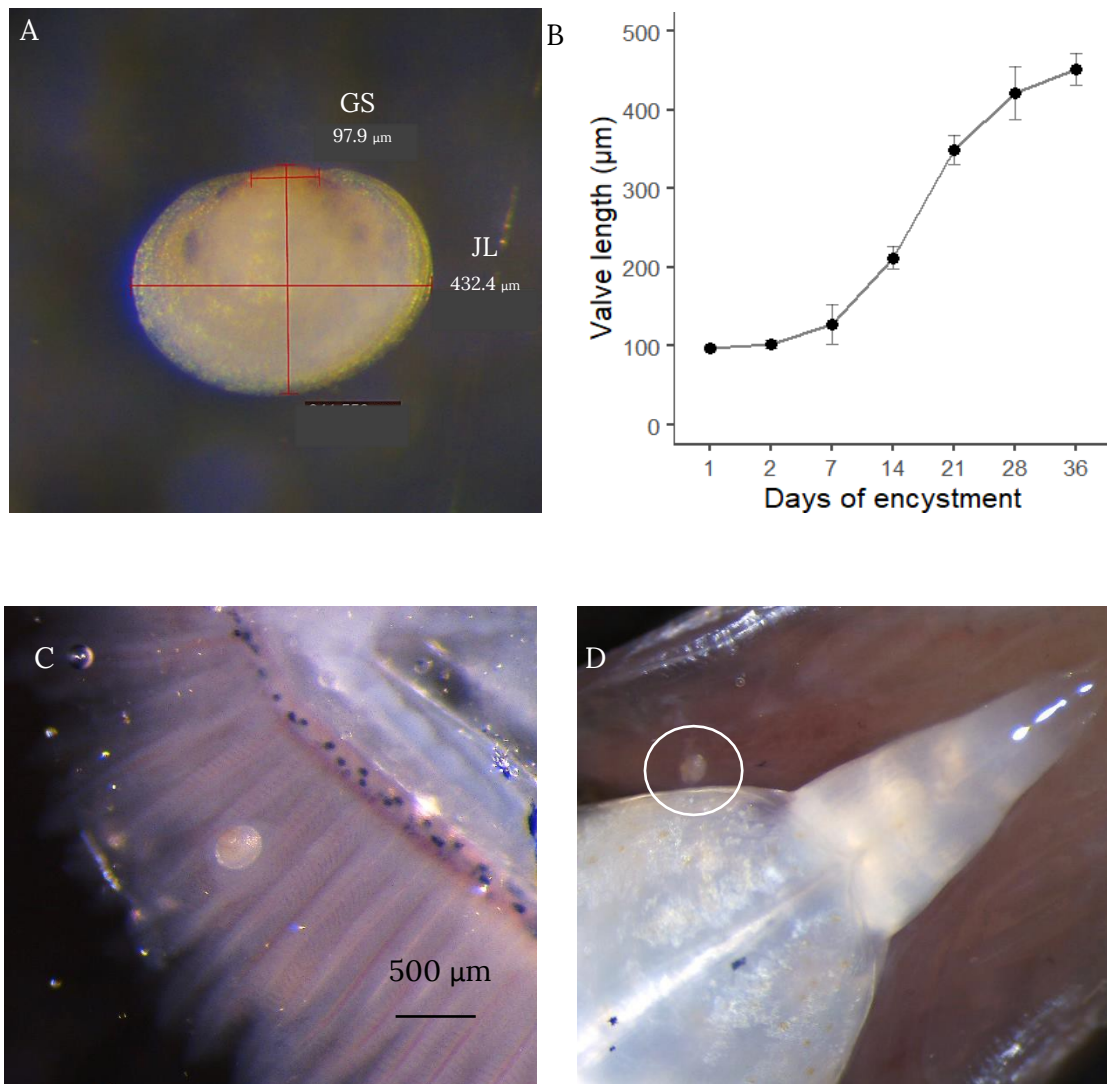 A
GS
97.9 μm
JL
432.4 μm
B
500
400
300
200
100
0
Valve length (μm)
1 2 7 14 21 28 36
Days of encystment
C
500 μm
D